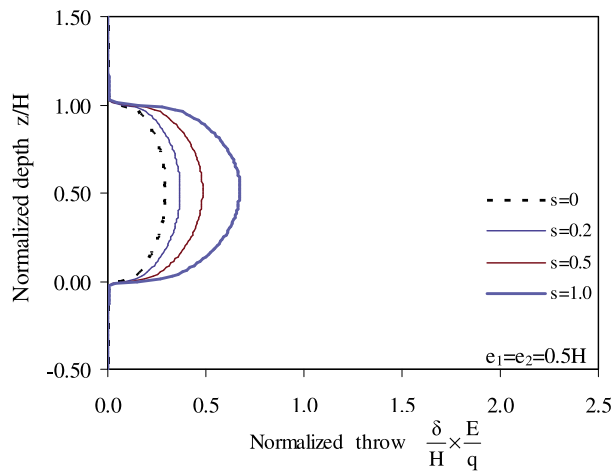 1.50
1.00
0.50
0.00
-0.50
Normalized depth z/H
s=0
s=0.2
s=0.5
s=1.0
e₁=e₂=0.5H
0.0 0.5 1.0 1.5 2.0 2.5
Normalized throw δ/H × E/q